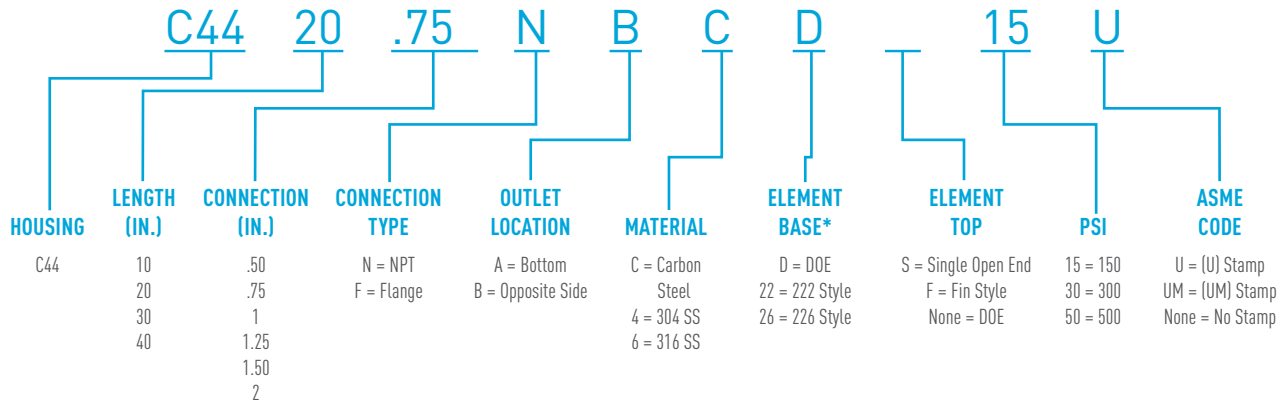 C44 20 .75 N B C D 15 U
HOUSING
C44
LENGTH
(IN.)
10
20
30
40
CONNECTION
(IN.)
.50
.75
1
1.25
1.50
2
CONNECTION
TYPE
N = NPT
F = Flange
OUTLET
LOCATION
A = Bottom
B = Opposite Side
MATERIAL
C = Carbon
Steel
4 = 304 SS
6 = 316 SS
ELEMENT
BASE*
D = DOE
22 = 222 Style
26 = 226 Style
ELEMENT
TOP
S = Single Open End
F = Fin Style
None = DOE
PSI
15 = 150
30 = 300
50 = 500
ASME
CODE
U = (U) Stamp
UM = (UM) Stamp
None = No Stamp